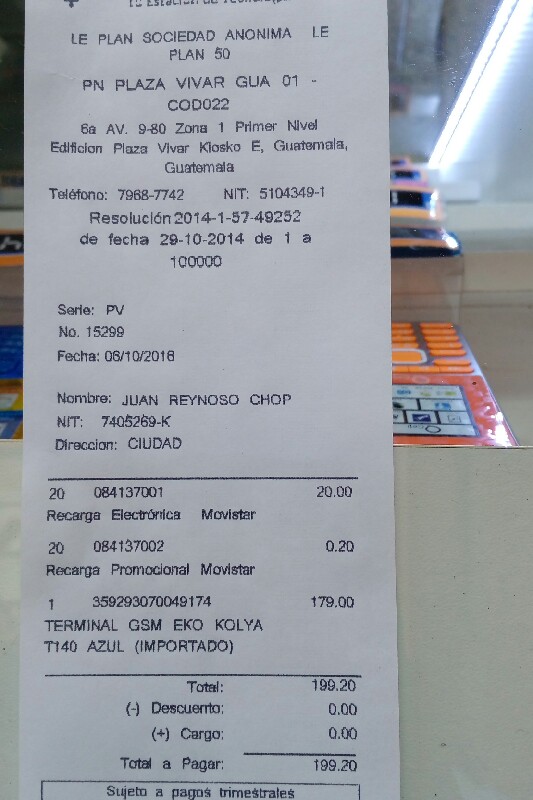 LE PLAN SOCIEDAD ANONIMA LE
PLAN 50
PN PLAZA VIVAR GUA 01 -
COD022
6a AV. 9-80 Zona 1 Primer Nivel
Edificion Plaza Vivar Kiosko E, Guatemala,
Guatemala
Teléfono: 7968-7742 NIT: 5104349-1
Resolución 2014-1-57-49252
de fecha 29-10-2014 de 1 a
100000
Serie: PV
No. 15299
Fecha: 06/10/2016
Nombre: JUAN REYNOSO CHOP
NIT: 7405269-K
Direccion: CIUDAD
20 084137001 20.00
Recarga Electrónica Movistar
20 084137002 0.20
Recarga Promocional Movistar
1 359293070049174 179.00
TERMINAL GSM EKO KOLYA
T140 AZUL (IMPORTADO)
Total: 199.20
(-) Descuento: 0.00
(+) Cargo: 0.00
Total a Pagar: 199.20
Sujeto a pagos trimestrales